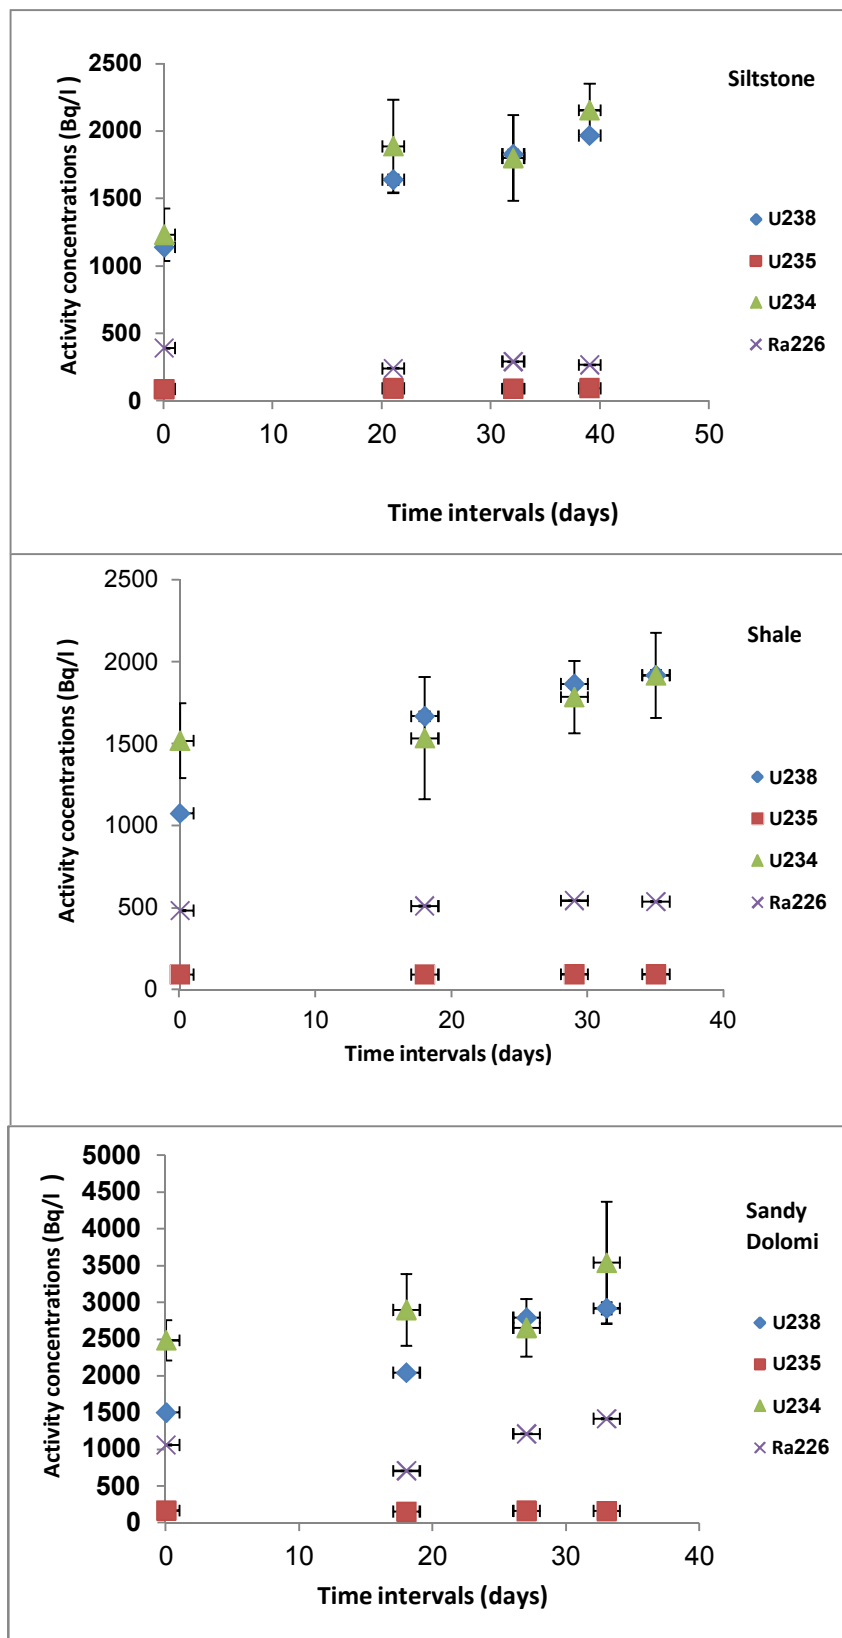 Siltstone
Activity concentrations (Bq/l )
2500
2000
1500
1000
500
0
0 10 20 30 40 50
Time intervals (days)
U238
U235
U234
Ra226
Shale
Activity cocentrations (Bq/l )
2500
2000
1500
1000
500
0
0 10 20 30 40
Time intervals (days)
U238
U235
U234
Ra226
Sandy
Dolomi
Activity concentrations (Bq/l )
5000
4500
4000
3500
3000
2500
2000
1500
1000
500
0
0 10 20 30 40
Time intervals (days)
U238
U235
U234
Ra226